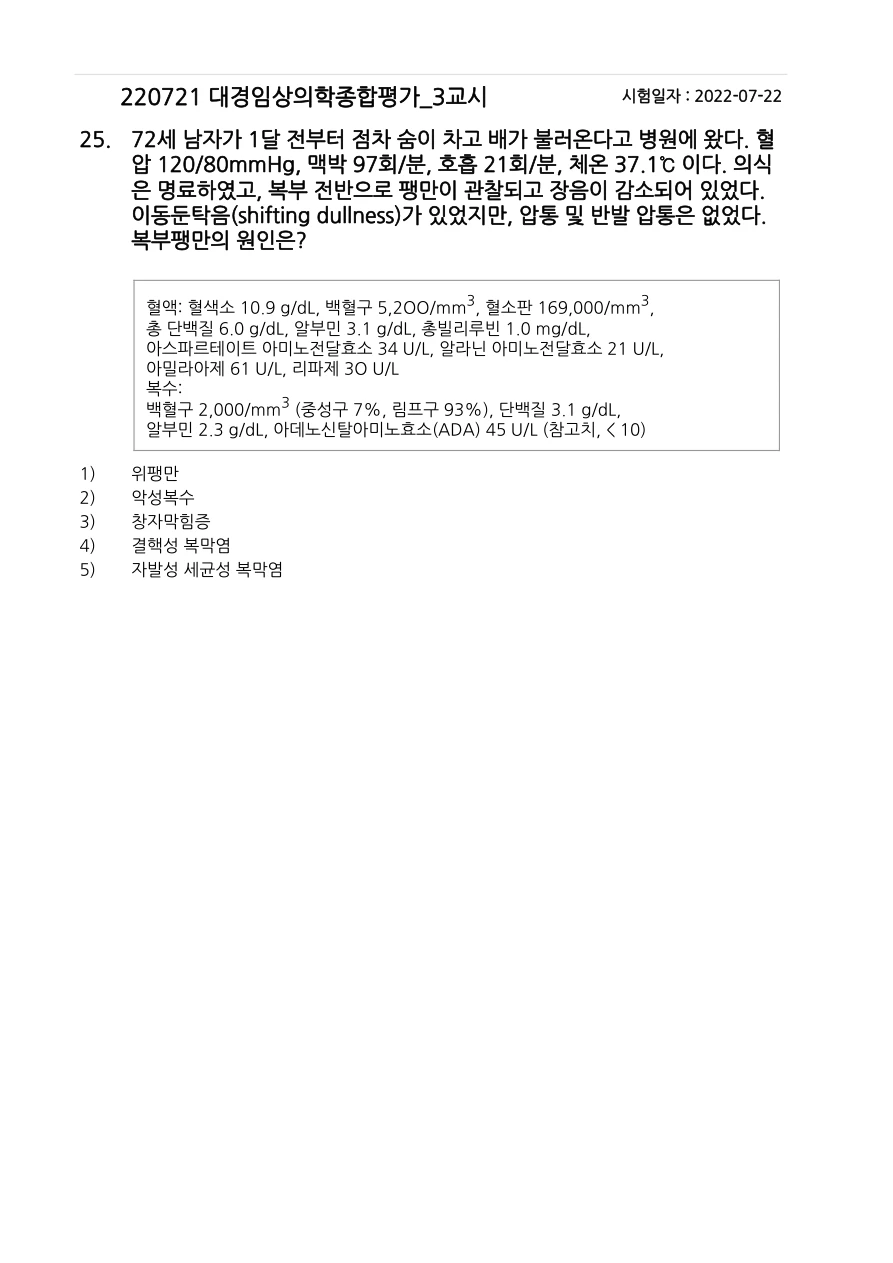 220721 대경임상의학종합평가_3교시 시험일자 : 2022-07-22
25. 72세 남자가 1달 전부터 점차 숨이 차고 배가 불러온다고 병원에 왔다. 혈
압 120/80mmHg, 맥박 97회/분, 호흡 21회/분, 체온 37.1℃ 이다. 의식
은 명료하였고, 복부 전반으로 팽만이 관찰되고 장음이 감소되어 있었다.
이동둔탁음(shifting dullness)가 있었지만, 압통 및 반발 압통은 없었다.
복부팽만의 원인은?
혈액: 혈색소 10.9 g/dL, 백혈구 5,2OO/mm³, 혈소판 169,000/mm³,
총 단백질 6.0 g/dL, 알부민 3.1 g/dL, 총빌리루빈 1.0 mg/dL,
아스파르테이트 아미노전달효소 34 U/L, 알라닌 아미노전달효소 21 U/L,
아밀라아제 61 U/L, 리파제 3O U/L
복수:
백혈구 2,000/mm³ (중성구 7%, 림프구 93%), 단백질 3.1 g/dL,
알부민 2.3 g/dL, 아데노신탈아미노효소(ADA) 45 U/L (참고치, < 10)
1) 위팽만
2) 악성복수
3) 창자막힘증
4) 결핵성 복막염
5) 자발성 세균성 복막염